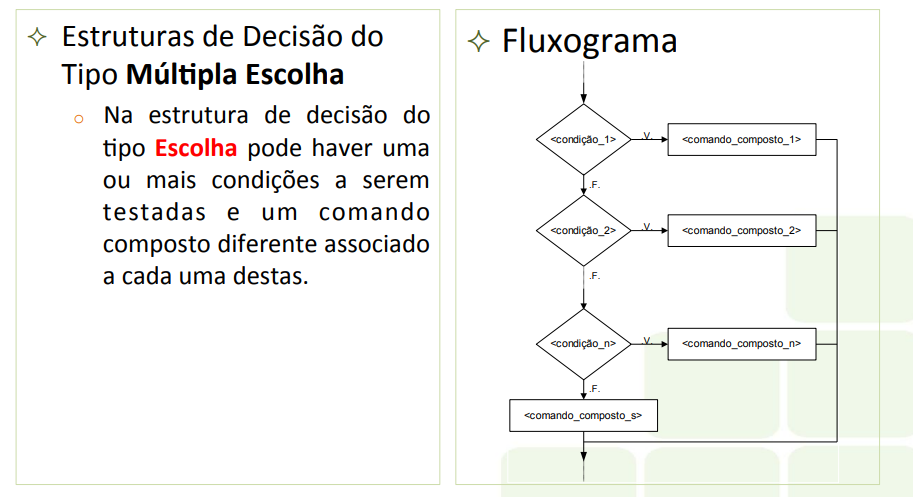 Estruturas de Decisão do
Tipo Múltipla Escolha
Na estrutura de decisão do
tipo Escolha pode haver uma
ou mais condições a serem
testadas e um comando
composto diferente associado
a cada uma destas.
Fluxograma
<condição_1>
.V.
<comando_composto_1>
.F.
<condição_2>
.V.
<comando_composto_2>
.F.
<condição_n>
.V.
<comando_composto_n>
.F.
<comando_composto_s>